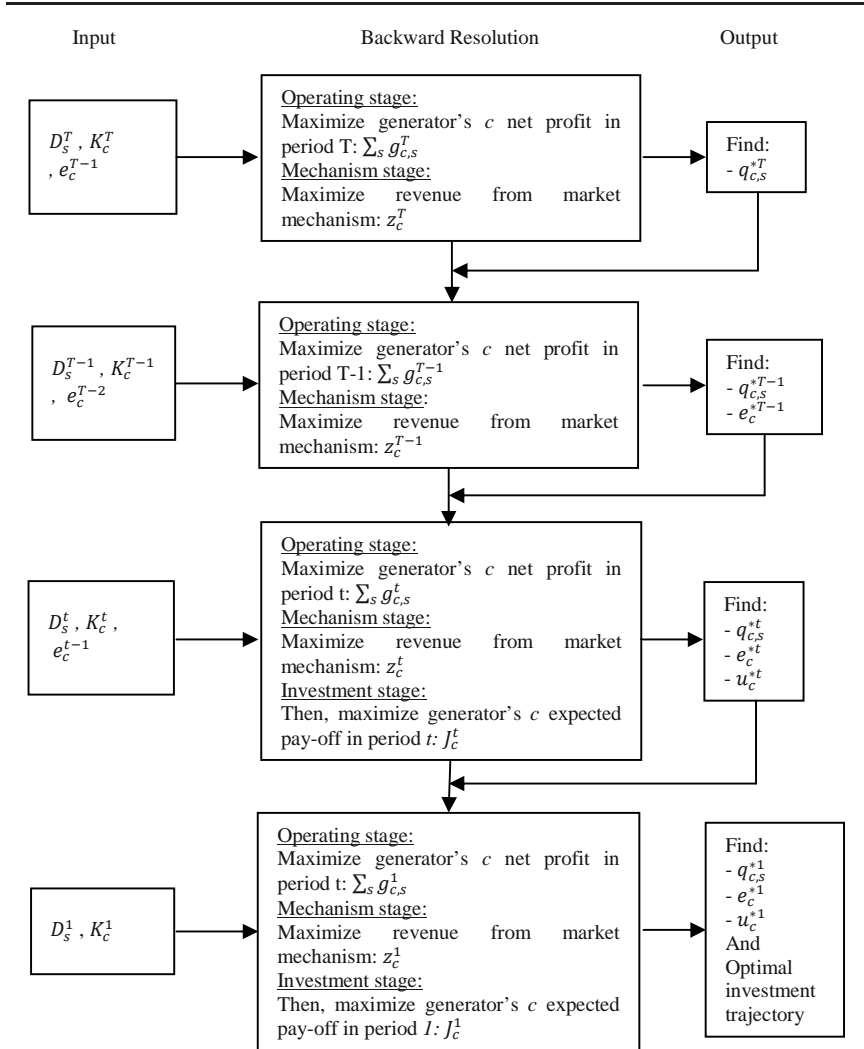 Input Backward Resolution Output
D_s^T , K_c^T
, e_c^{T−1}
Operating stage:
Maximize generator's c net profit in
period T: ∑_s g_{c,s}^T
Mechanism stage:
Maximize revenue from market
mechanism: z_c^T
Find:
- q_{c,s}^{*T}
D_s^{T−1} , K_c^{T−1}
, e_c^{T−2}
Operating stage:
Maximize generator's c net profit in
period T-1: ∑_s g_{c,s}^{T−1}
Mechanism stage:
Maximize revenue from market
mechanism: z_c^{T−1}
Find:
- q_{c,s}^{*T−1}
- e_c^{*T−1}
D_s^t , K_c^t ,
e_c^{t−1}
Operating stage:
Maximize generator's c net profit in
period t: ∑_s g_{c,s}^t
Mechanism stage:
Maximize revenue from market
mechanism: z_c^t
Investment stage:
Then, maximize generator's c expected
pay-off in period t: J_c^t
Find:
- q_{c,s}^{*t}
- e_c^{*t}
- u_c^{*t}
D_s^1 , K_c^1
Operating stage:
Maximize generator's c net profit in
period t: ∑_s g_{c,s}^1
Mechanism stage:
Maximize revenue from market
mechanism: z_c^1
Investment stage:
Then, maximize generator's c expected
pay-off in period 1: J_c^1
Find:
- q_{c,s}^{*1}
- e_c^{*1}
- u_c^{*1}
And
Optimal
investment
trajectory